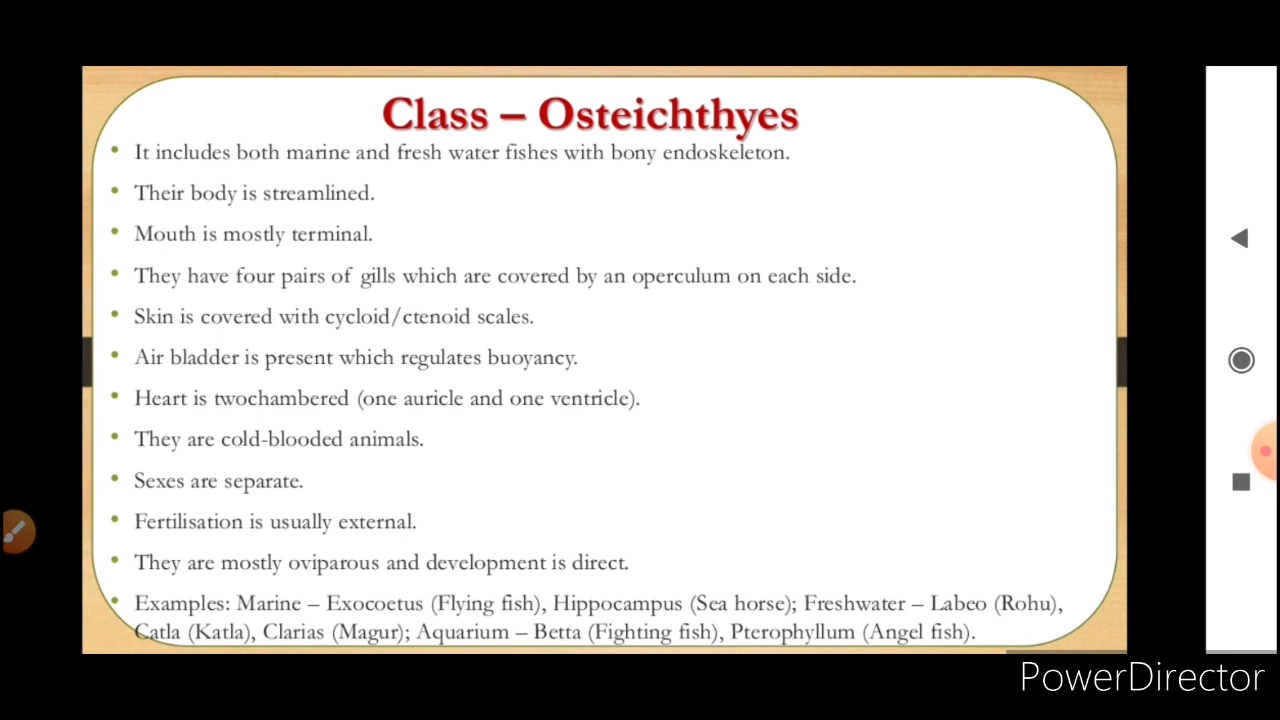 Class – Osteichthyes
• It includes both marine and fresh water fishes with bony endoskeleton.
• Their body is streamlined.
• Mouth is mostly terminal.
• They have four pairs of gills which are covered by an operculum on each side.
• Skin is covered with cycloid/ctenoid scales.
• Air bladder is present which regulates buoyancy.
• Heart is twochambered (one auricle and one ventricle).
• They are cold-blooded animals.
• Sexes are separate.
• Fertilisation is usually external.
• They are mostly oviparous and development is direct.
• Examples: Marine – Exocoetus (Flying fish), Hippocampus (Sea horse); Freshwater – Labeo (Rohu),
Catla (Katla), Clarias (Magur); Aquarium – Betta (Fighting fish), Pterophyllum (Angel fish).
PowerDirector